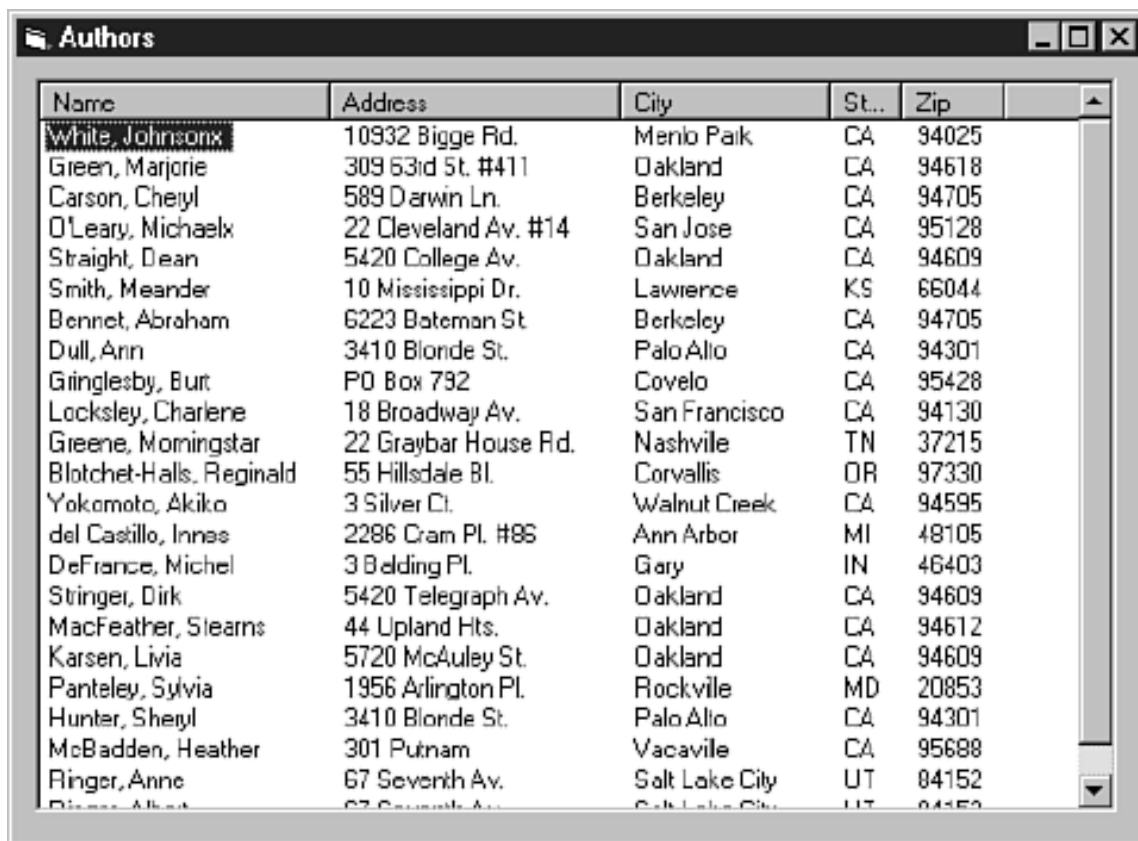 Authors
Name Address City St... Zip
White, Johnsonx 10932 Bigge Rd. Menlo Park CA 94025
Green, Marjorie 309 63rd St. #411 Oakland CA 94618
Carson, Cheryl 589 Darwin Ln. Berkeley CA 94705
O'Leary, Michaelx 22 Cleveland Av. #14 San Jose CA 95128
Straight, Dean 5420 College Av. Oakland CA 94609
Smith, Meander 10 Mississippi Dr. Lawrence KS 66044
Bennet, Abraham 6223 Bateman St. Berkeley CA 94705
Dull, Ann 3410 Blonde St. Palo Alto CA 94301
Gringlesby, Burt PO Box 792 Covelo CA 95428
Locksley, Charlene 18 Broadway Av. San Francisco CA 94130
Greene, Morningstar 22 Graybar House Rd. Nashville TN 37215
Blotchet-Halls, Reginald 55 Hillsdale Bl. Corvallis OR 97330
Yokomoto, Akiko 3 Silver Ct. Walnut Creek CA 94595
del Castillo, Innes 2286 Cram Pl. #86 Ann Arbor MI 48105
DeFrance, Michel 3 Balding Pl. Gary IN 46403
Stringer, Dirk 5420 Telegraph Av. Oakland CA 94609
MacFeather, Stearns 44 Upland Hts. Oakland CA 94612
Karsen, Livia 5720 McAuley St. Oakland CA 94609
Panteley, Sylvia 1956 Arlington Pl. Rockville MD 20853
Hunter, Sheryl 3410 Blonde St. Palo Alto CA 94301
McBadden, Heather 301 Putnam Vacaville CA 95688
Ringer, Anne 67 Seventh Av. Salt Lake City UT 84152